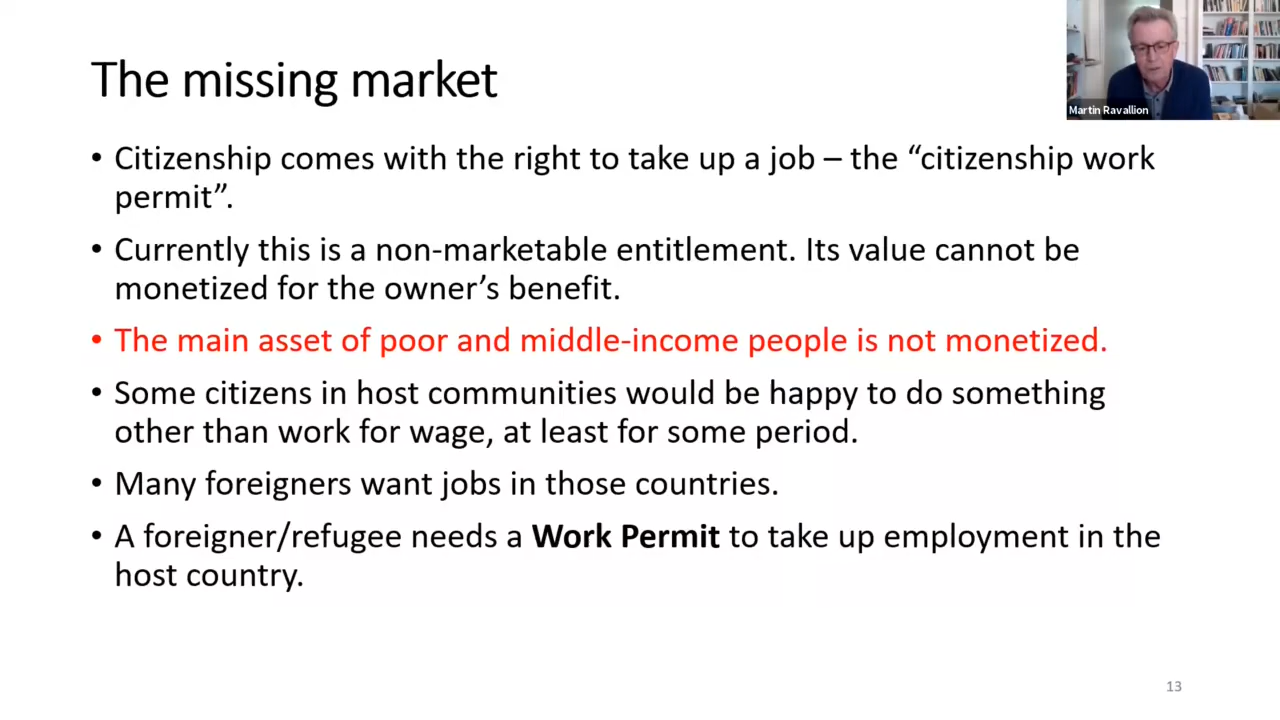 The missing market
Martin Ravallion
• Citizenship comes with the right to take up a job – the “citizenship work
permit”.
• Currently this is a non-marketable entitlement. Its value cannot be
monetized for the owner’s benefit.
• The main asset of poor and middle-income people is not monetized.
• Some citizens in host communities would be happy to do something
other than work for wage, at least for some period.
• Many foreigners want jobs in those countries.
• A foreigner/refugee needs a Work Permit to take up employment in the
host country.
13